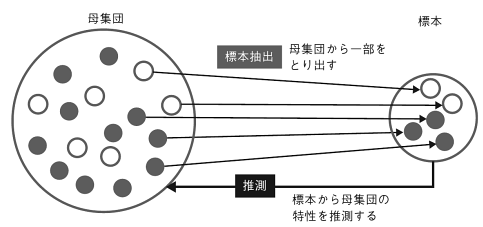 母集団
標本
標本抽出
母集団から一部を
とり出す
推測
標本から母集団の
特性を推測する